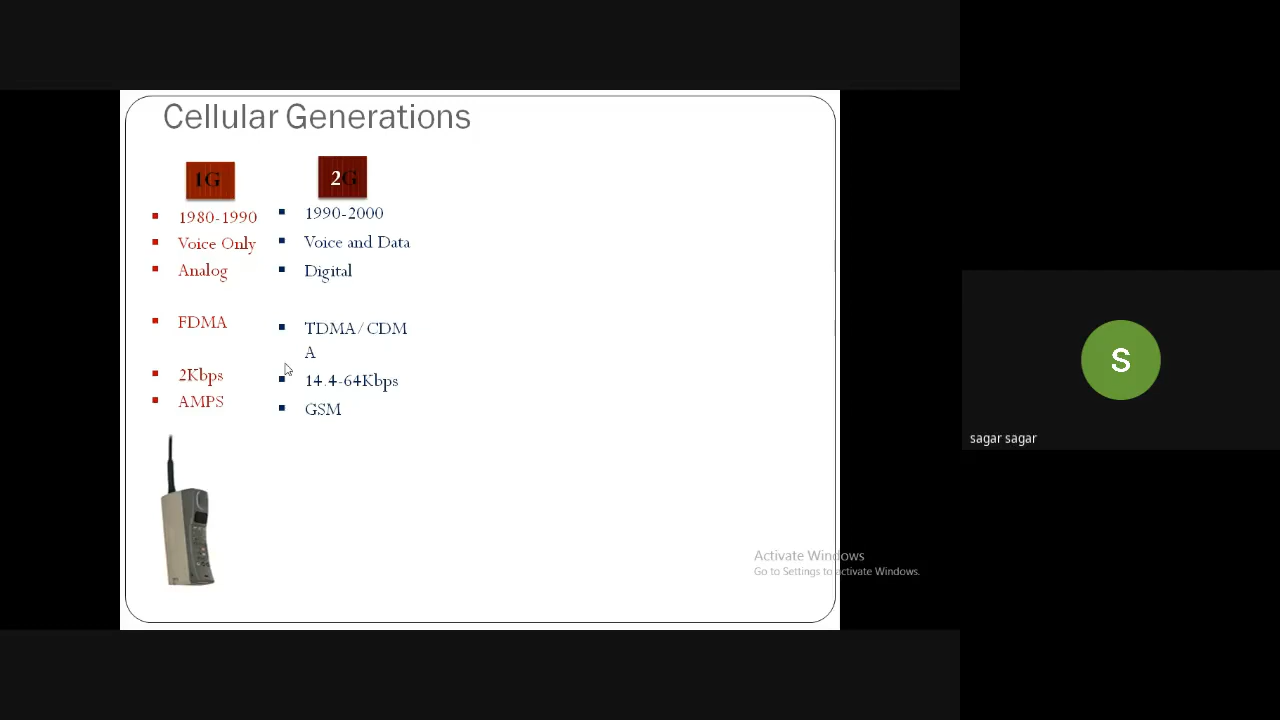 Cellular Generations
1G
1980-1990
Voice Only
Analog
FDMA
2Kbps
AMPS
2G
1990-2000
Voice and Data
Digital
TDMA/CDM
A
14.4-64Kbps
GSM
Activate Windows
Go to Settings to activate Windows.
S
sagar sagar